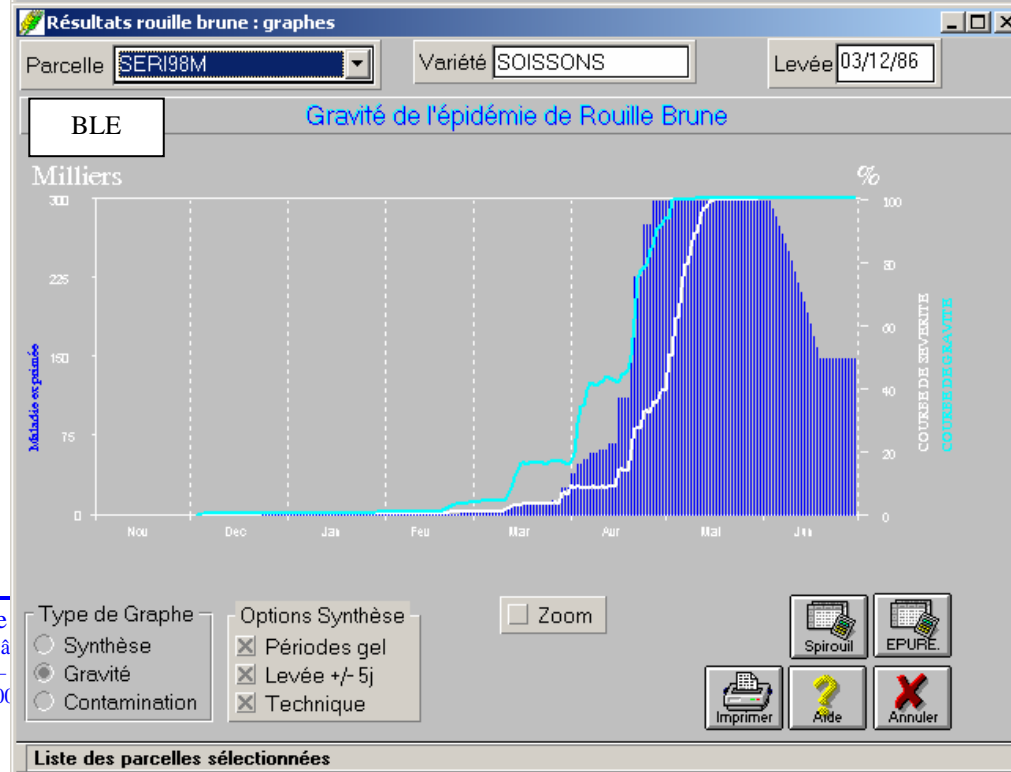 Résultats rouille brune : graphes
Parcelle SERI98M Variété SOISSONS Levée 03/12/86
BLE
Gravité de l'épidémie de Rouille Brune
Milliers %
300 100
225 80
60
150
40
75
20
0 0
Maladie exprimée
COURBE DE SEVERITE
COURBE DE GRAVITE
Nov Dec Jan Fev Mar Avr Mai Jun
Type de Graphe
Synthèse
Gravité
Contamination
Options Synthèse
Périodes gel
Levée +/- 5j
Technique
Zoom
Spirouil EPURE.
Imprimer Aide Annuler
Liste des parcelles sélectionnées